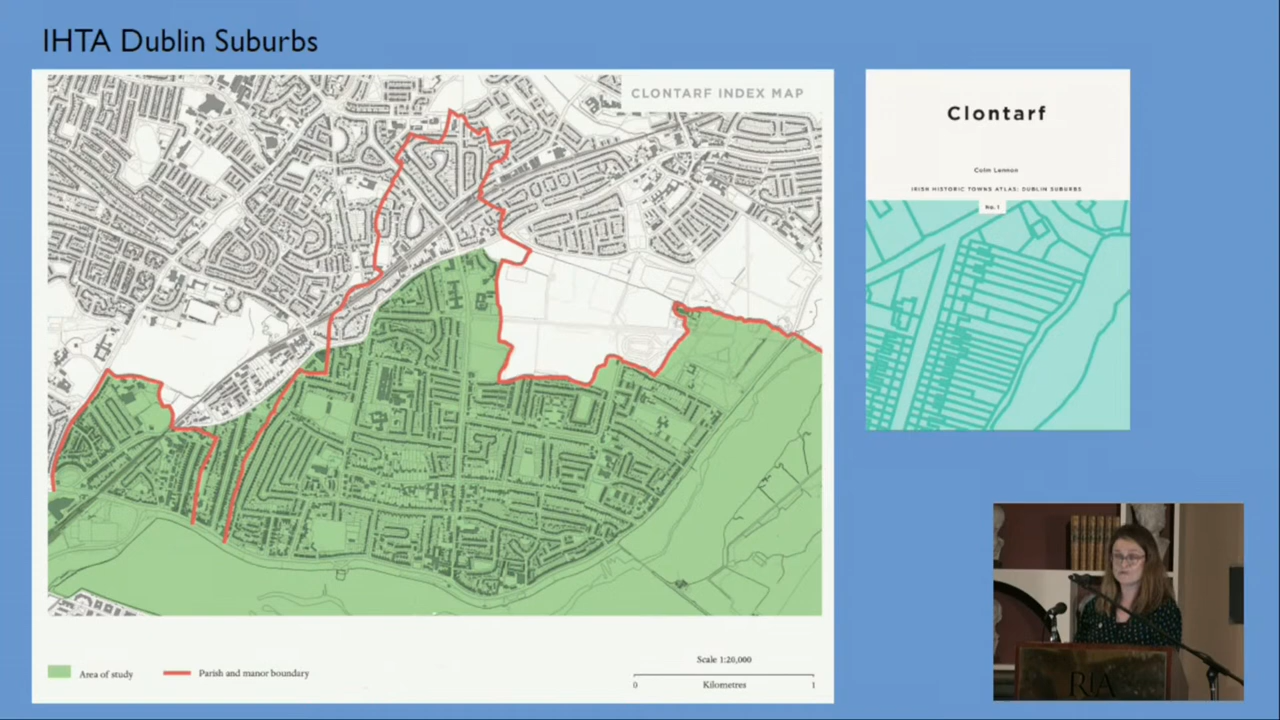 IHTA Dublin Suburbs
CLONTARF INDEX MAP
Area of study
Parish and manor boundary
Scale 1:20,000
0
Kilometres
1
Clontarf
Colm Lennon
IRISH HISTORIC TOWNS ATLAS: DUBLIN SUBURBS
No. 1
RIA